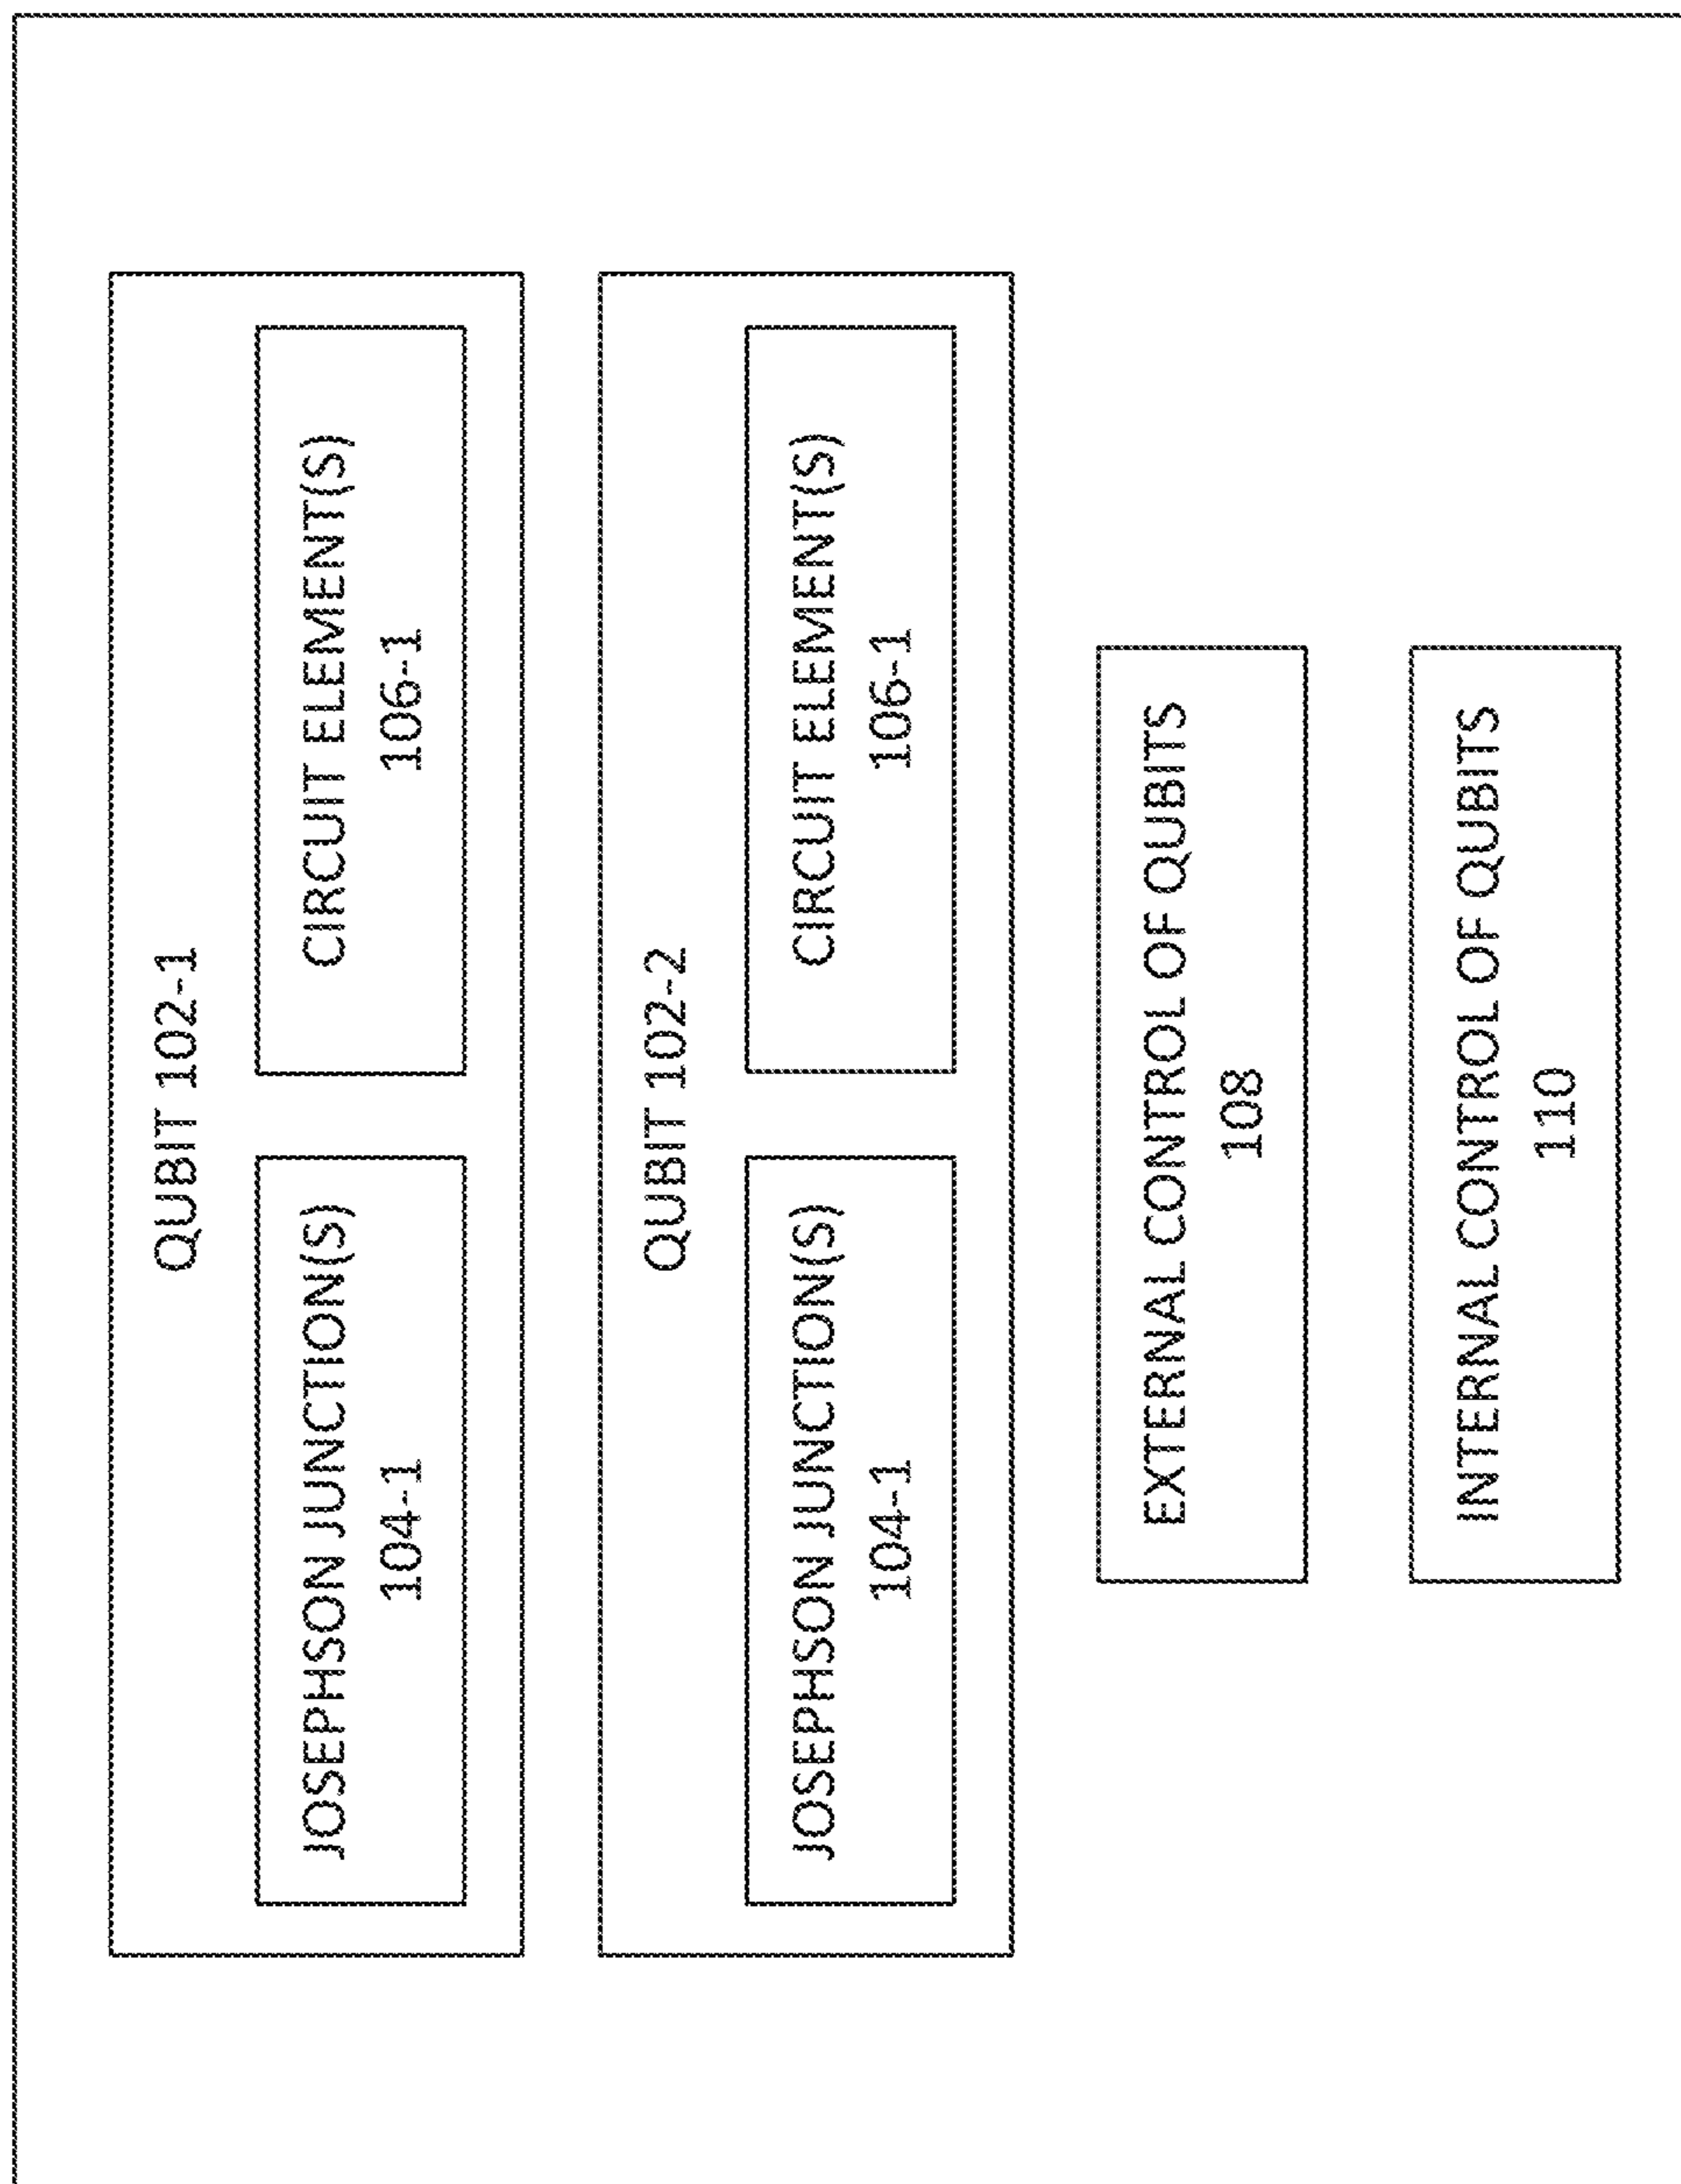 QUBIT 102-1
JOSEPHSON JUNCTION(S)
104-1
CIRCUIT ELEMENT(S)
106-1
QUBIT 102-2
JOSEPHSON JUNCTION(S)
104-1
CIRCUIT ELEMENT(S)
106-1
EXTERNAL CONTROL OF QUBITS
108
INTERNAL CONTROL OF QUBITS
110